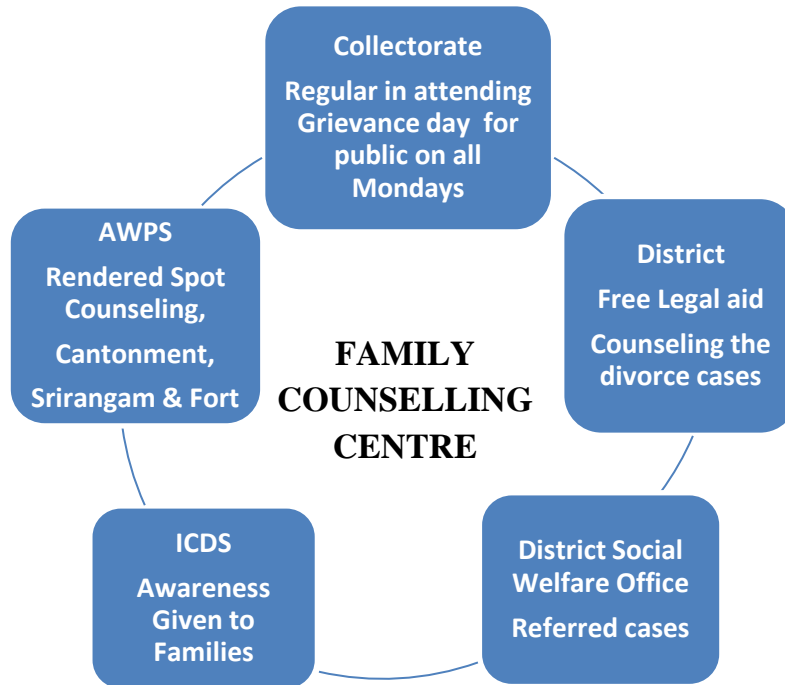 Collectorate
Regular in attending
Grievance day for
public on all
Mondays
AWPS
Rendered Spot
Counseling,
Cantonment,
Srirangam & Fort
District
Free Legal aid
Counseling the
divorce cases
FAMILY
COUNSELLING
CENTRE
ICDS
Awareness
Given to
Families
District Social
Welfare Office
Referred cases